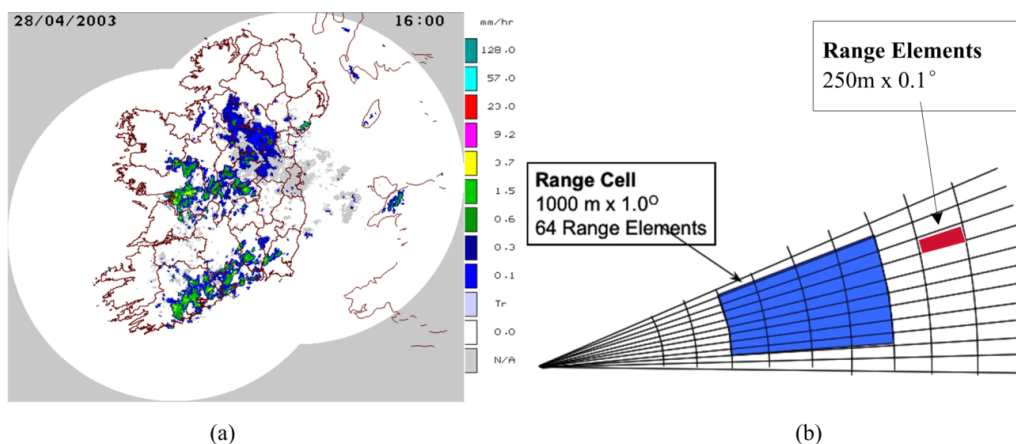 28/04/2003
16:00
mm/hr
128.0
57.0
23.0
9.2
3.7
1.5
0.6
0.3
0.1
Tr
0.0
N/A
Range Elements
250m x 0.1°
Range Cell
1000 m x 1.0°
64 Range Elements
(a)
(b)